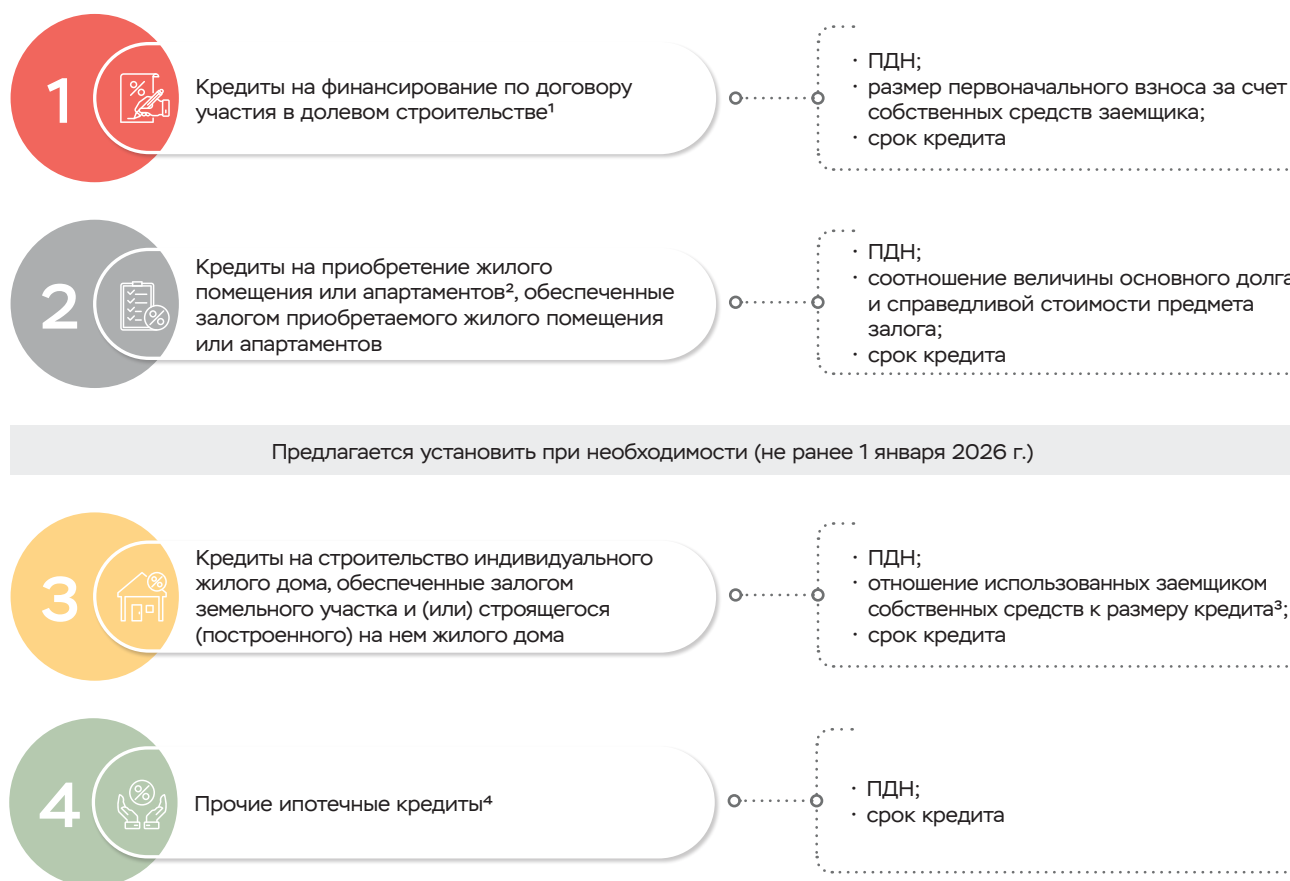 1
Кредиты на финансирование по договору
участия в долевом строительстве¹
· ПДН;
· размер первоначального взноса за счет
собственных средств заемщика;
· срок кредита
2
Кредиты на приобретение жилого
помещения или апартаментов², обеспеченные
залогом приобретаемого жилого помещения
или апартаментов
· ПДН;
· соотношение величины основного долга
и справедливой стоимости предмета
залога;
· срок кредита
Предлагается установить при необходимости (не ранее 1 января 2026 г.)
3
Кредиты на строительство индивидуального
жилого дома, обеспеченные залогом
земельного участка и (или) строящегося
(построенного) на нем жилого дома
· ПДН;
· отношение использованных заемщиком
собственных средств к размеру кредита³;
· срок кредита
4
Прочие ипотечные кредиты⁴
· ПДН;
· срок кредита